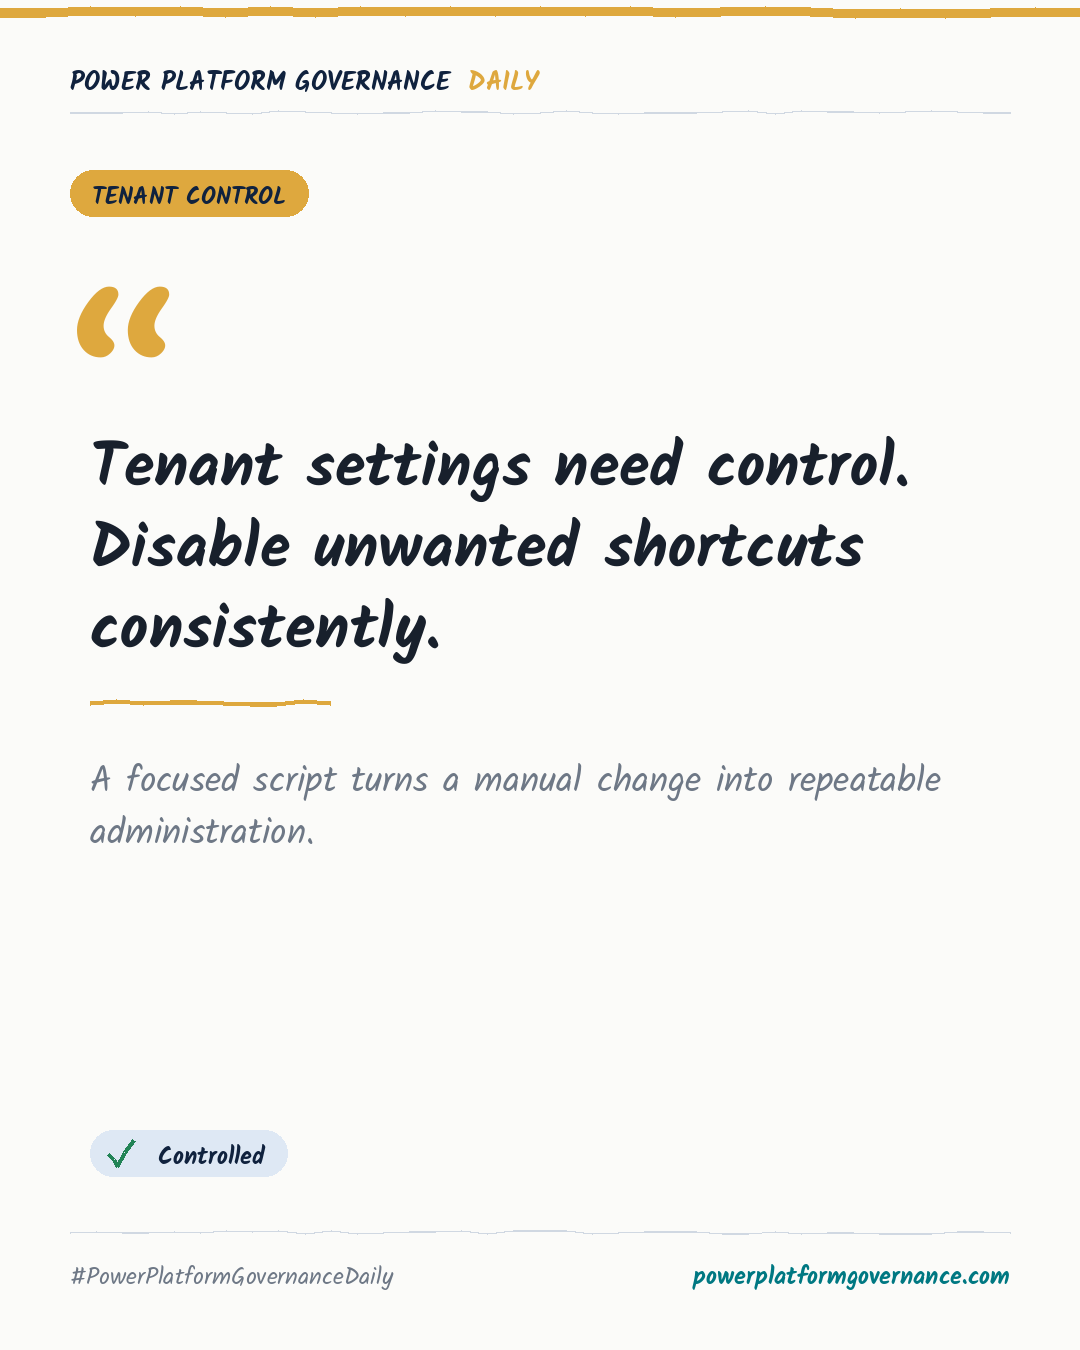 POWER PLATFORM GOVERNANCE DAILY
TENANT CONTROL
“
Tenant settings need control.
Disable unwanted shortcuts
consistently.
A focused script turns a manual change into repeatable
administration.
✓ Controlled
#PowerPlatformGovernanceDaily
powerplatformgovernance.com